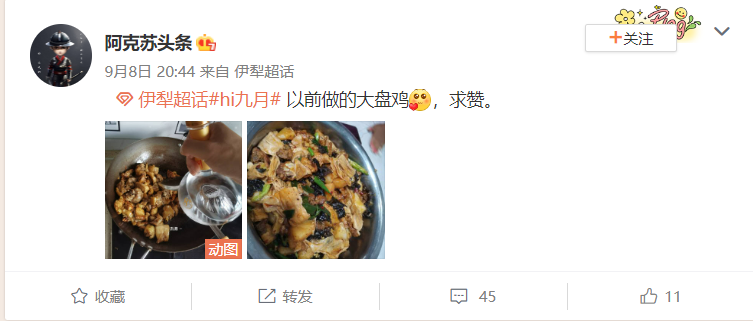 阿克苏头条
+关注
9月8日 20:44 来自 伊犁超话
伊犁超话#hi九月# 以前做的大盘鸡，求赞。
动图
收藏
转发
45
11